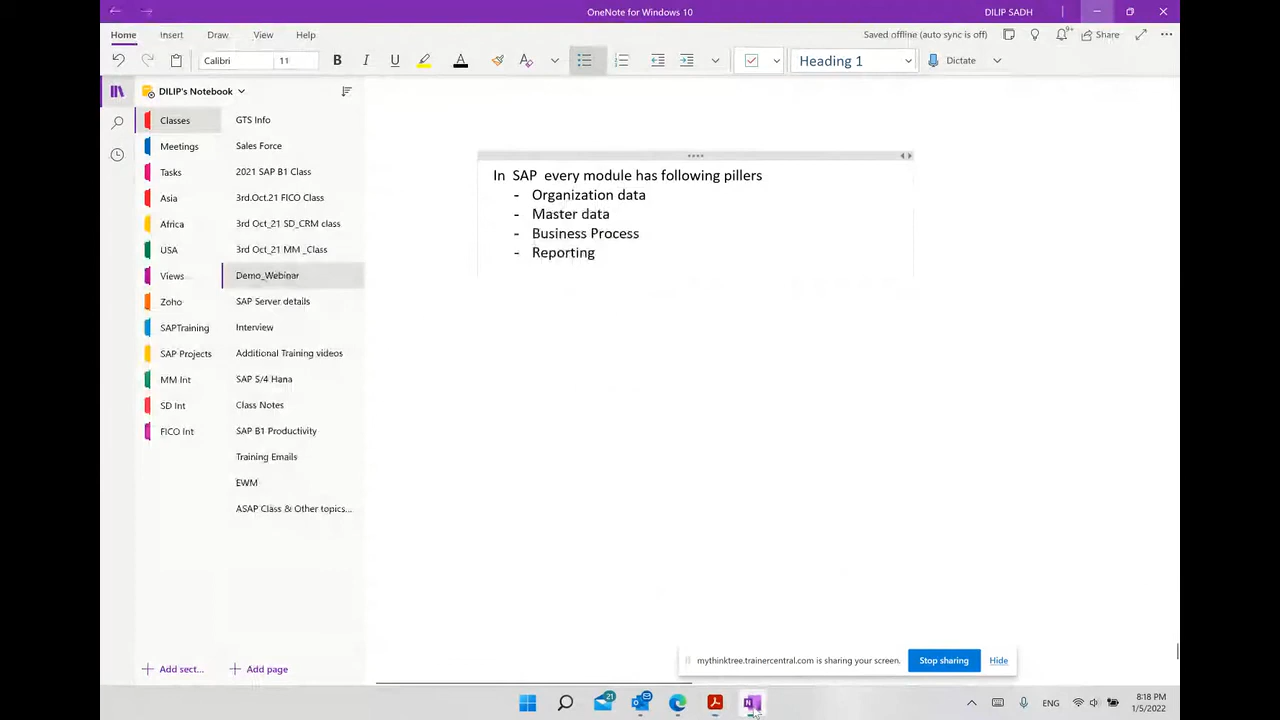 OneNote for Windows 10
DILIP SADH
Home Insert Draw View Help
Saved offline (auto sync is off)
9+
Share
Calibri 11
B I U A A
Heading 1
Dictate
DILIP's Notebook
Classes
Meetings
Tasks
Asia
Africa
USA
Views
Zoho
SAPTraining
SAP Projects
MM Int
SD Int
FICO Int
GTS Info
Sales Force
2021 SAP B1 Class
3rd.Oct.21 FICO Class
3rd Oct_21 SD_CRM class
3rd Oct_21 MM _Class
Demo_Webinar
SAP Server details
Interview
Additional Training videos
SAP S/4 Hana
Class Notes
SAP B1 Productivity
Training Emails
EWM
ASAP Class & Other topics...
In SAP every module has following pillers
- Organization data
- Master data
- Business Process
- Reporting
Add sect...
Add page
mythinktree.trainercentral.com is sharing your screen.
Stop sharing
Hide
21
N
ENG
8:18 PM
1/5/2022